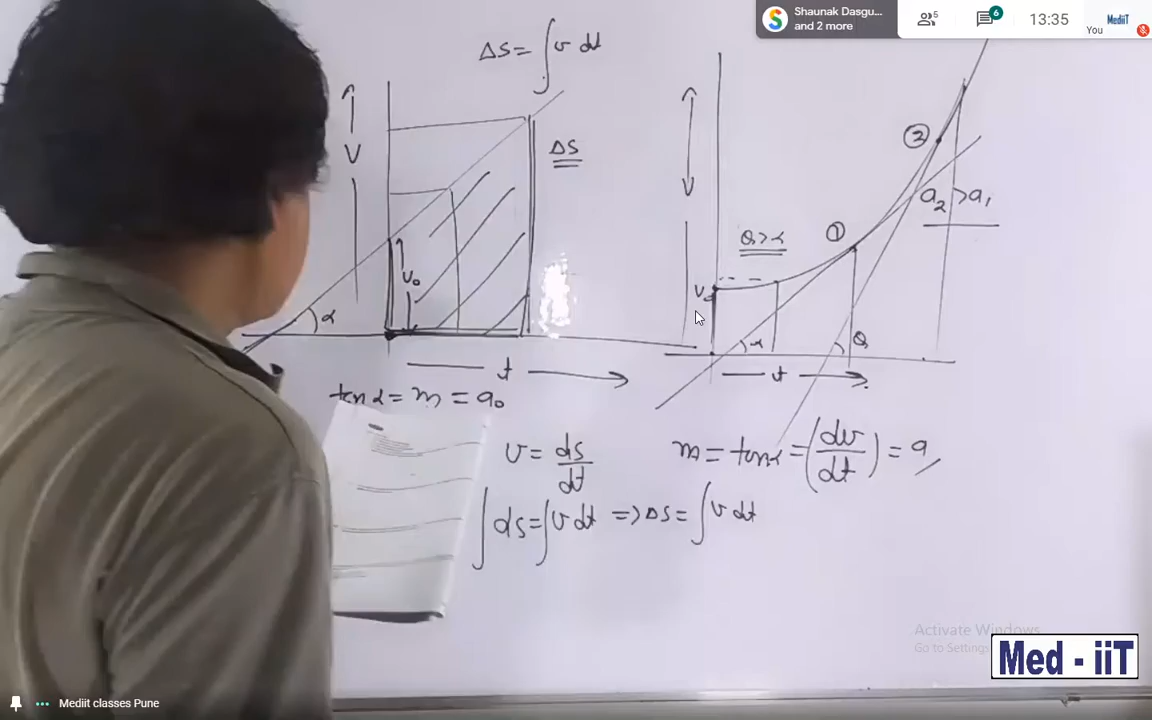 Shaunak Dasgu...
and 2 more
5
6
13:35
MediiT
You
Δs = ∫ v dt
V
v₀
α
Δs
t
tan α = m = a₀
v = ds/dt
∫ ds = ∫ v dt => Δs = ∫ v dt
V
v₀
θ > α
①
②
a₂ > a₁
α
θ
t
m = tan α = (dv/dt) = a
Activate Windows
Go to Settings
Med - iiT
Mediit classes Pune